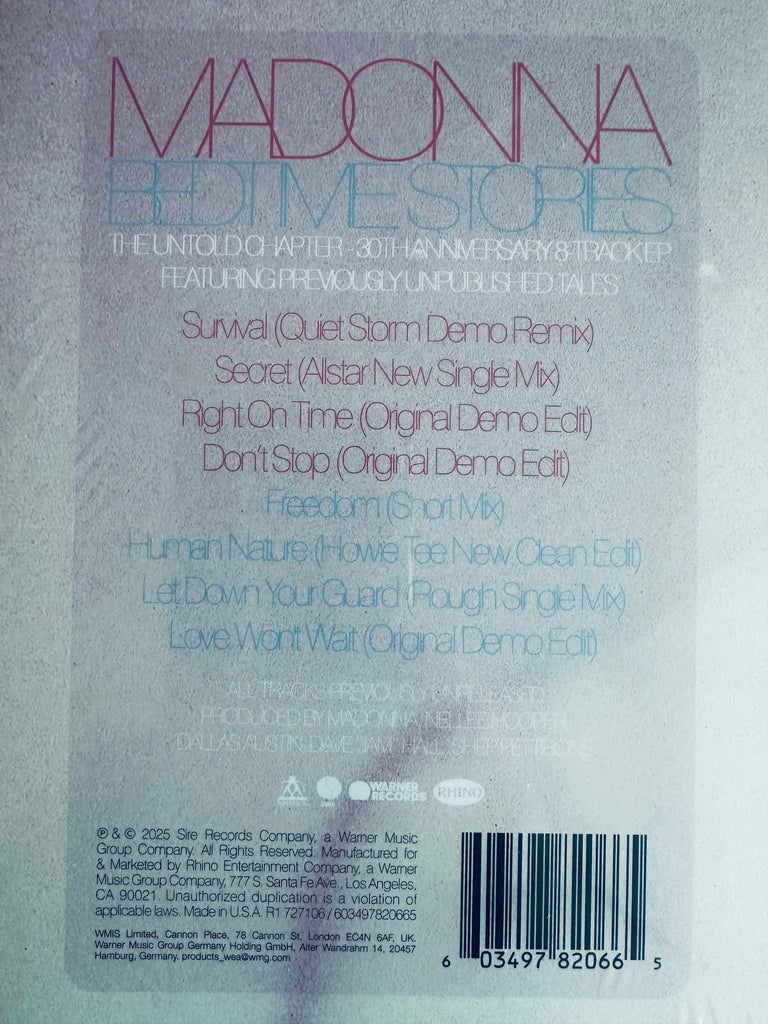 MADONNA
BEDTIME STORIES
THE UNTOLD CHAPTER - 30TH ANNIVERSARY 8-TRACK EP
FEATURING PREVIOUSLY UNPUBLISHED TALES
Survival (Quiet Storm Demo Remix)
Secret (Allstar New Single Mix)
Right On Time (Original Demo Edit)
Don't Stop (Original Demo Edit)
Freedom (Short Mix)
Human Nature (Howie Tee New Clean Edit)
Let Down Your Guard (Rough Single Mix)
Love Won't Wait (Original Demo Edit)
ALL TRACKS PREVIOUSLY UNRELEASED
PRODUCED BY MADONNA, NELLEE HOOPER,
DALLAS AUSTIN, DAVE 'JAM' HALL, SHEP PETTIBONE
WARNER RECORDS RHINO
℗ & © 2025 Sire Records Company, a Warner Music
Group Company. All Rights Reserved. Manufactured for
& Marketed by Rhino Entertainment Company, a Warner
Music Group Company, 777 S. Santa Fe Ave., Los Angeles,
CA 90021. Unauthorized duplication is a violation of
applicable laws. Made in U.S.A. R1 727106 / 603497820665
WMIS Limited, Cannon Place, 78 Cannon St, London EC4N 6AF, UK.
Warner Music Group Germany Holding GmbH, Alter Wandrahm 14, 20457
Hamburg, Germany. products_wea@wmg.com
6 03497 82066 5